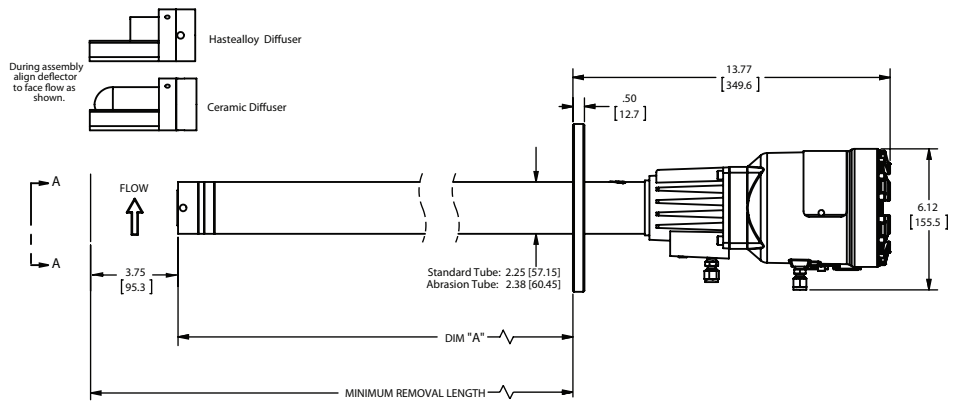 Hastealloy Diffuser
During assembly
align deflector
to face flow as
shown.
Ceramic Diffuser
13.77
[349.6]
.50
[12.7]
A
FLOW
A
6.12
[155.5]
3.75
[95.3]
Standard Tube: 2.25 [57.15]
Abrasion Tube: 2.38 [60.45]
DIM "A"
MINIMUM REMOVAL LENGTH